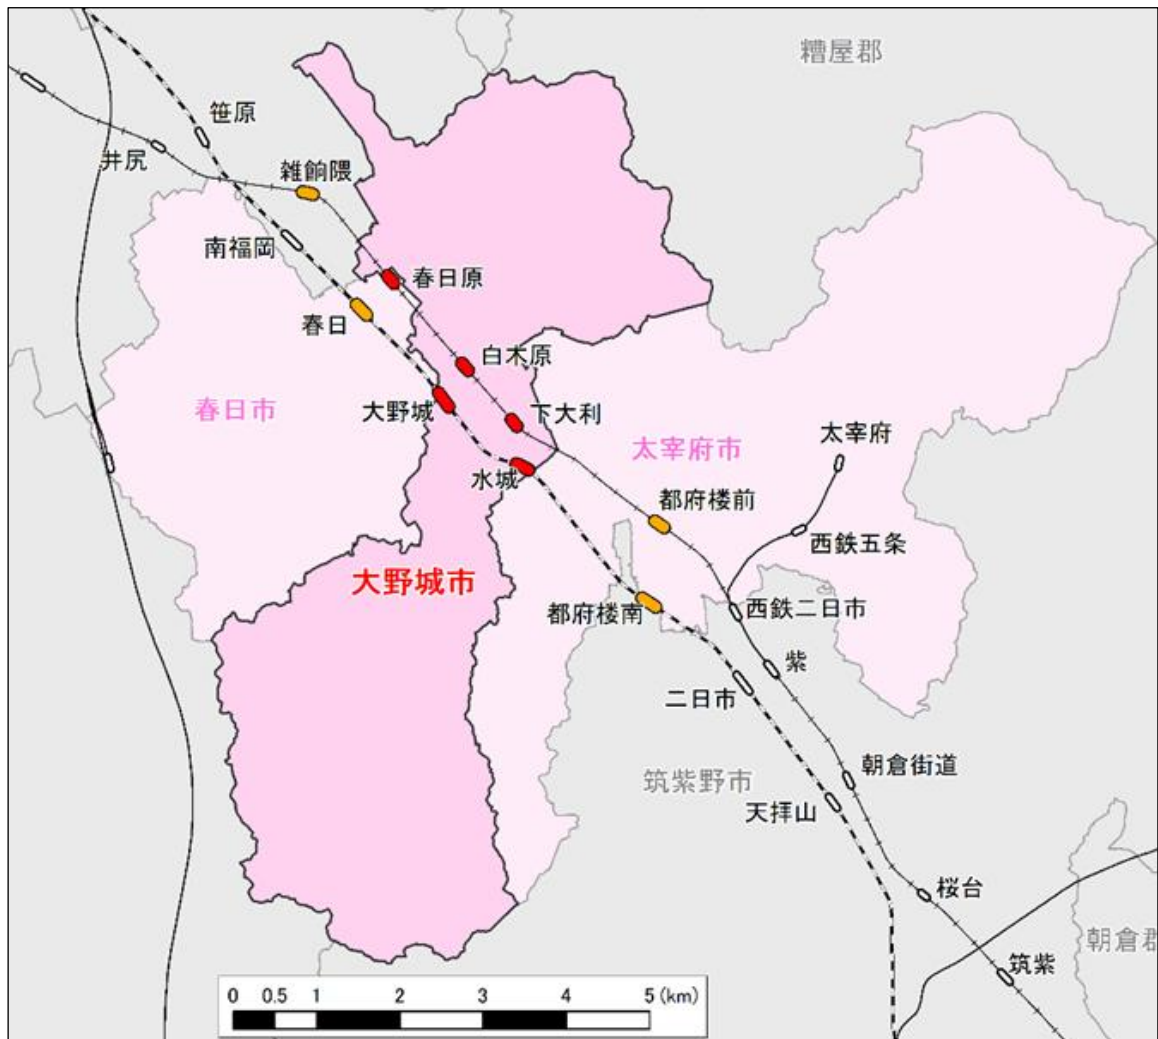 糟屋郡
笹原
井尻
雑餉隈
南福岡
春日原
春日
白木原
春日市
大野城
下大利
太宰府
太宰府市
水城
都府楼前
西鉄五条
大野城市
都府楼南
西鉄二日市
紫
二日市
朝倉街道
筑紫野市
天拝山
桜台
朝倉郡
筑紫
0 0.5 1 2 3 4 5 (km)